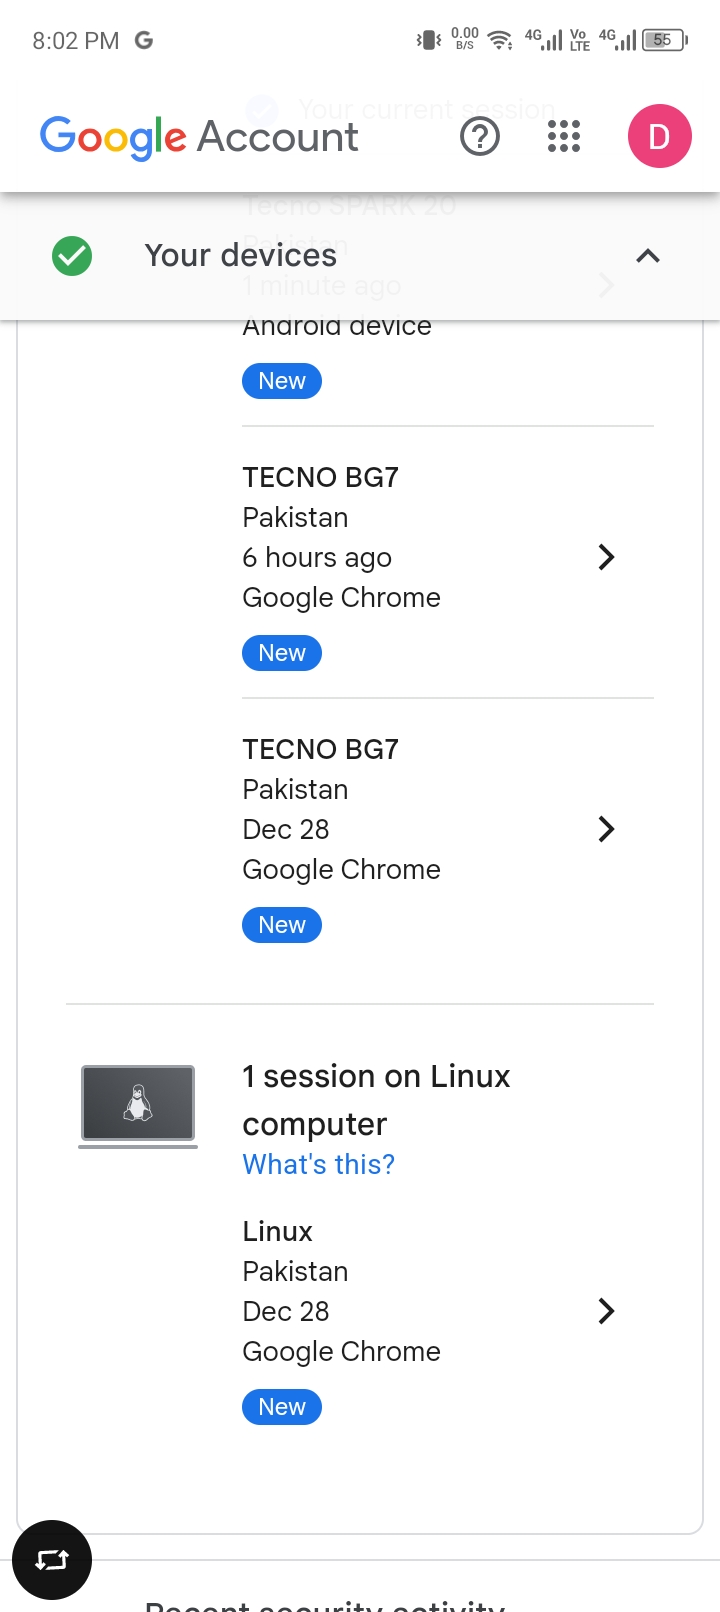 8:02 PM G 0.00 B/S 4G Vo LTE 4G 55
Your current session
Google Account
D
Tecno SPARK 20
Pakistan
Your devices
1 minute ago
Android device
New
TECNO BG7
Pakistan
6 hours ago
Google Chrome
New
TECNO BG7
Pakistan
Dec 28
Google Chrome
New
1 session on Linux
computer
What's this?
Linux
Pakistan
Dec 28
Google Chrome
New
Recent security activity